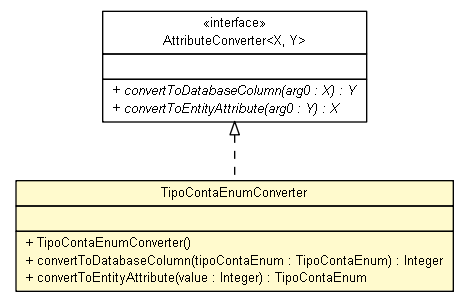 «interface»
AttributeConverter<X, Y>
+ convertToDatabaseColumn(arg0 : X) : Y
+ convertToEntityAttribute(arg0 : Y) : X
TipoContaEnumConverter
+ TipoContaEnumConverter()
+ convertToDatabaseColumn(tipoContaEnum : TipoContaEnum) : Integer
+ convertToEntityAttribute(value : Integer) : TipoContaEnum